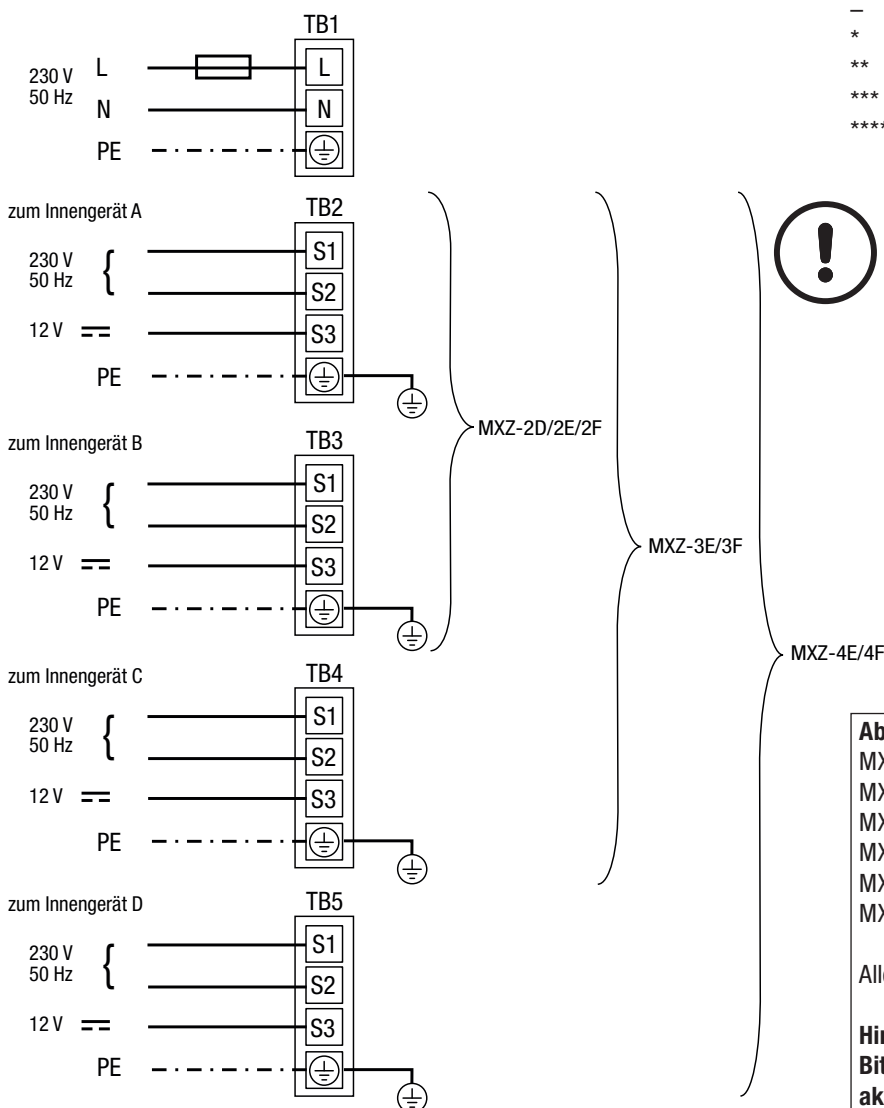 –
*
**
***
****
TB1
230 V
50 Hz
L
L
N
N
PE
zum Innengerät A
TB2
230 V
50 Hz
S1
S2
12 V
S3
PE
MXZ-2D/2E/2F
zum Innengerät B
TB3
230 V
50 Hz
S1
S2
12 V
S3
PE
MXZ-3E/3F
MXZ-4E/4F
zum Innengerät C
TB4
230 V
50 Hz
S1
S2
12 V
S3
PE
zum Innengerät D
TB5
230 V
50 Hz
S1
S2
12 V
S3
PE